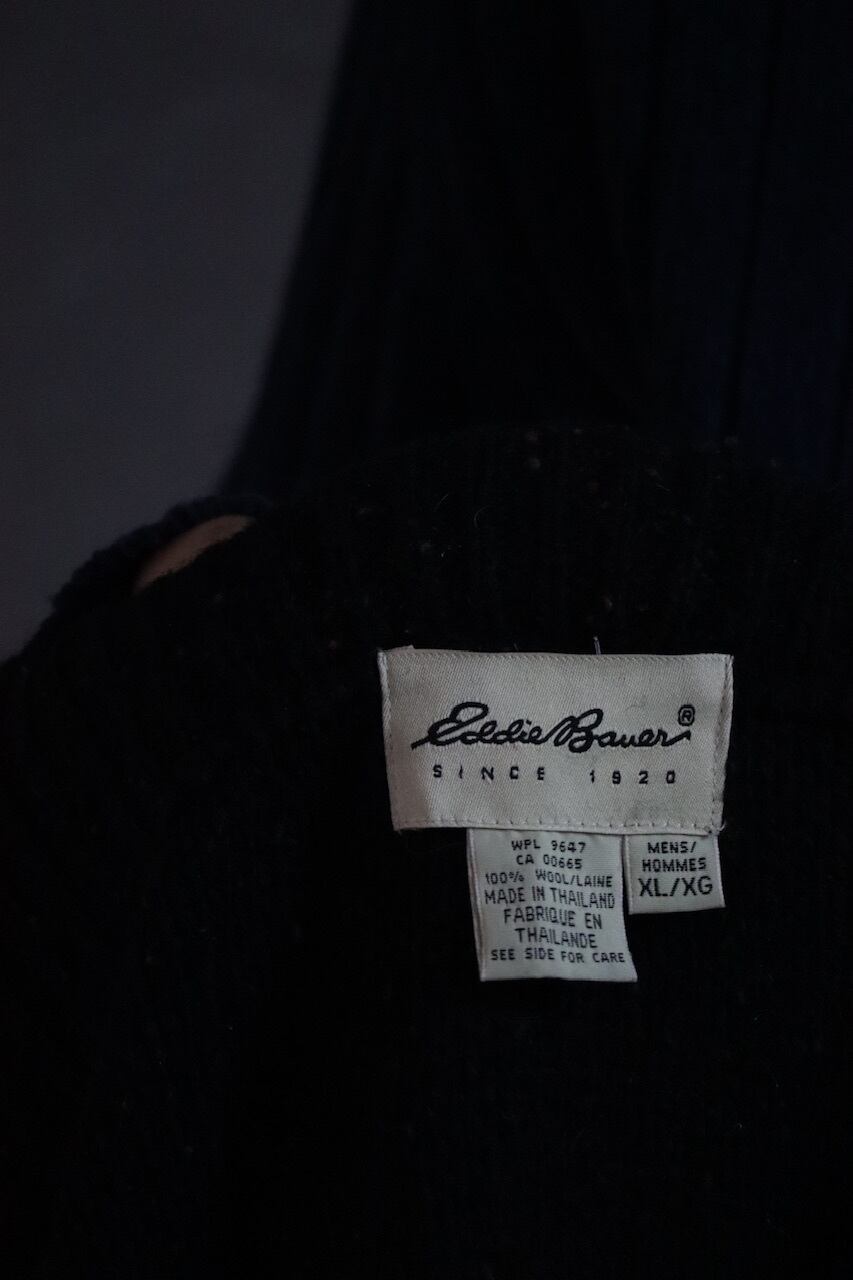 Eddie Bauer®
SINCE 1920
WPL 9647
CA 00665
100% WOOL/LAINE
MADE IN THAILAND
FABRIQUE EN
THAILANDE
SEE SIDE FOR CARE
MENS/
HOMMES
XL/XG